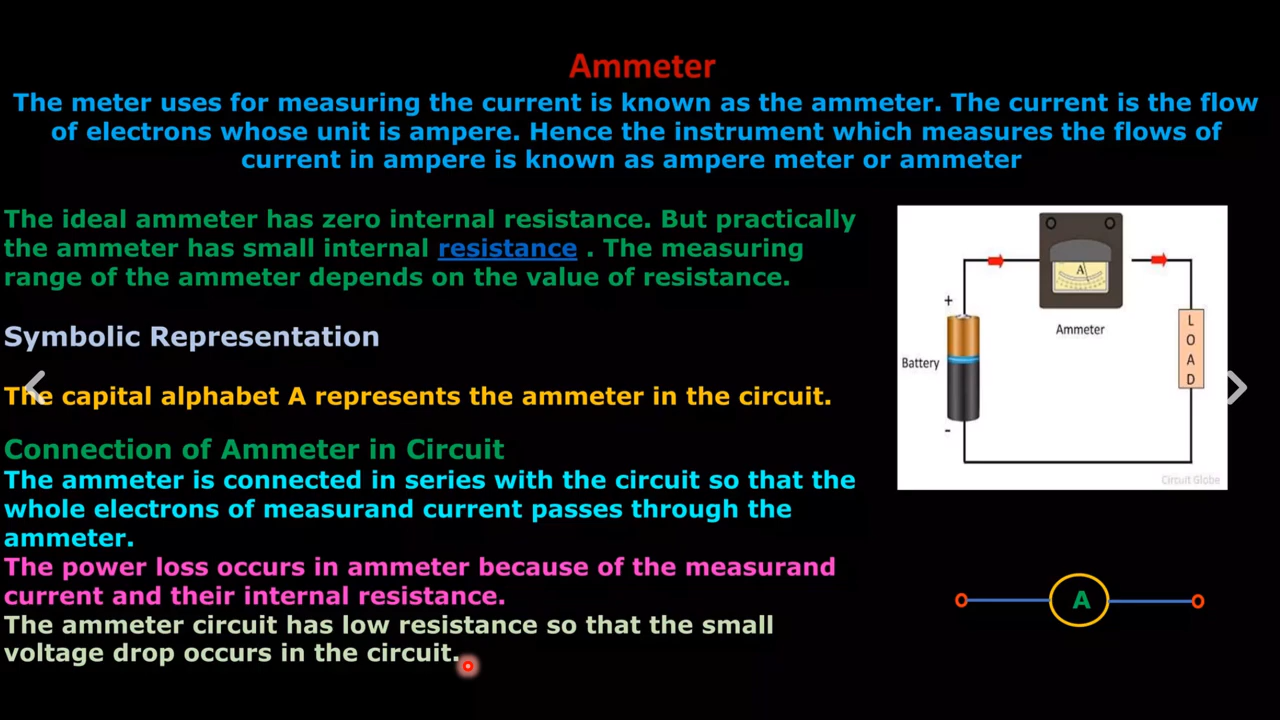 Ammeter
The meter uses for measuring the current is known as the ammeter. The current is the flow
of electrons whose unit is ampere. Hence the instrument which measures the flows of
current in ampere is known as ampere meter or ammeter
The ideal ammeter has zero internal resistance. But practically
the ammeter has small internal resistance . The measuring
range of the ammeter depends on the value of resistance.
Symbolic Representation
The capital alphabet A represents the ammeter in the circuit.
Connection of Ammeter in Circuit
The ammeter is connected in series with the circuit so that the
whole electrons of measurand current passes through the
ammeter.
The power loss occurs in ammeter because of the measurand
current and their internal resistance.
The ammeter circuit has low resistance so that the small
voltage drop occurs in the circuit.
A
+
Ammeter
LOAD
Battery
-
Circuit Globe
A